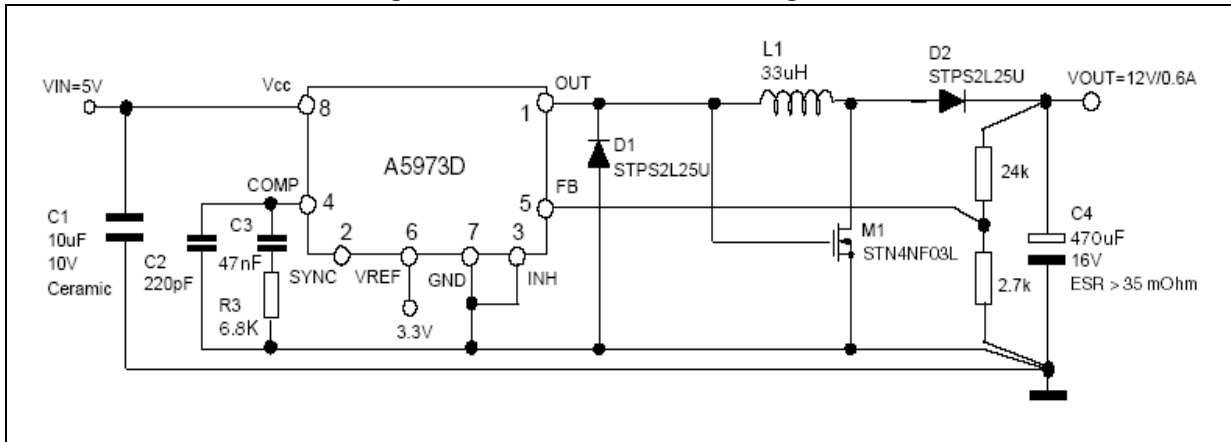 VIN=5V
Vcc
8
OUT
1
L1
33uH
D2
STPS2L25U
VOUT=12V/0.6A
D1
STPS2L25U
A5973D
COMP
4
FB
5
24k
C1
10uF
10V
Ceramic
C2
220pF
C3
47nF
R3
6.8K
2
SYNC
6
VREF
3.3V
7
GND
3
INH
M1
STN4NF03L
2.7k
C4
470uF
16V
ESR > 35 mOhm